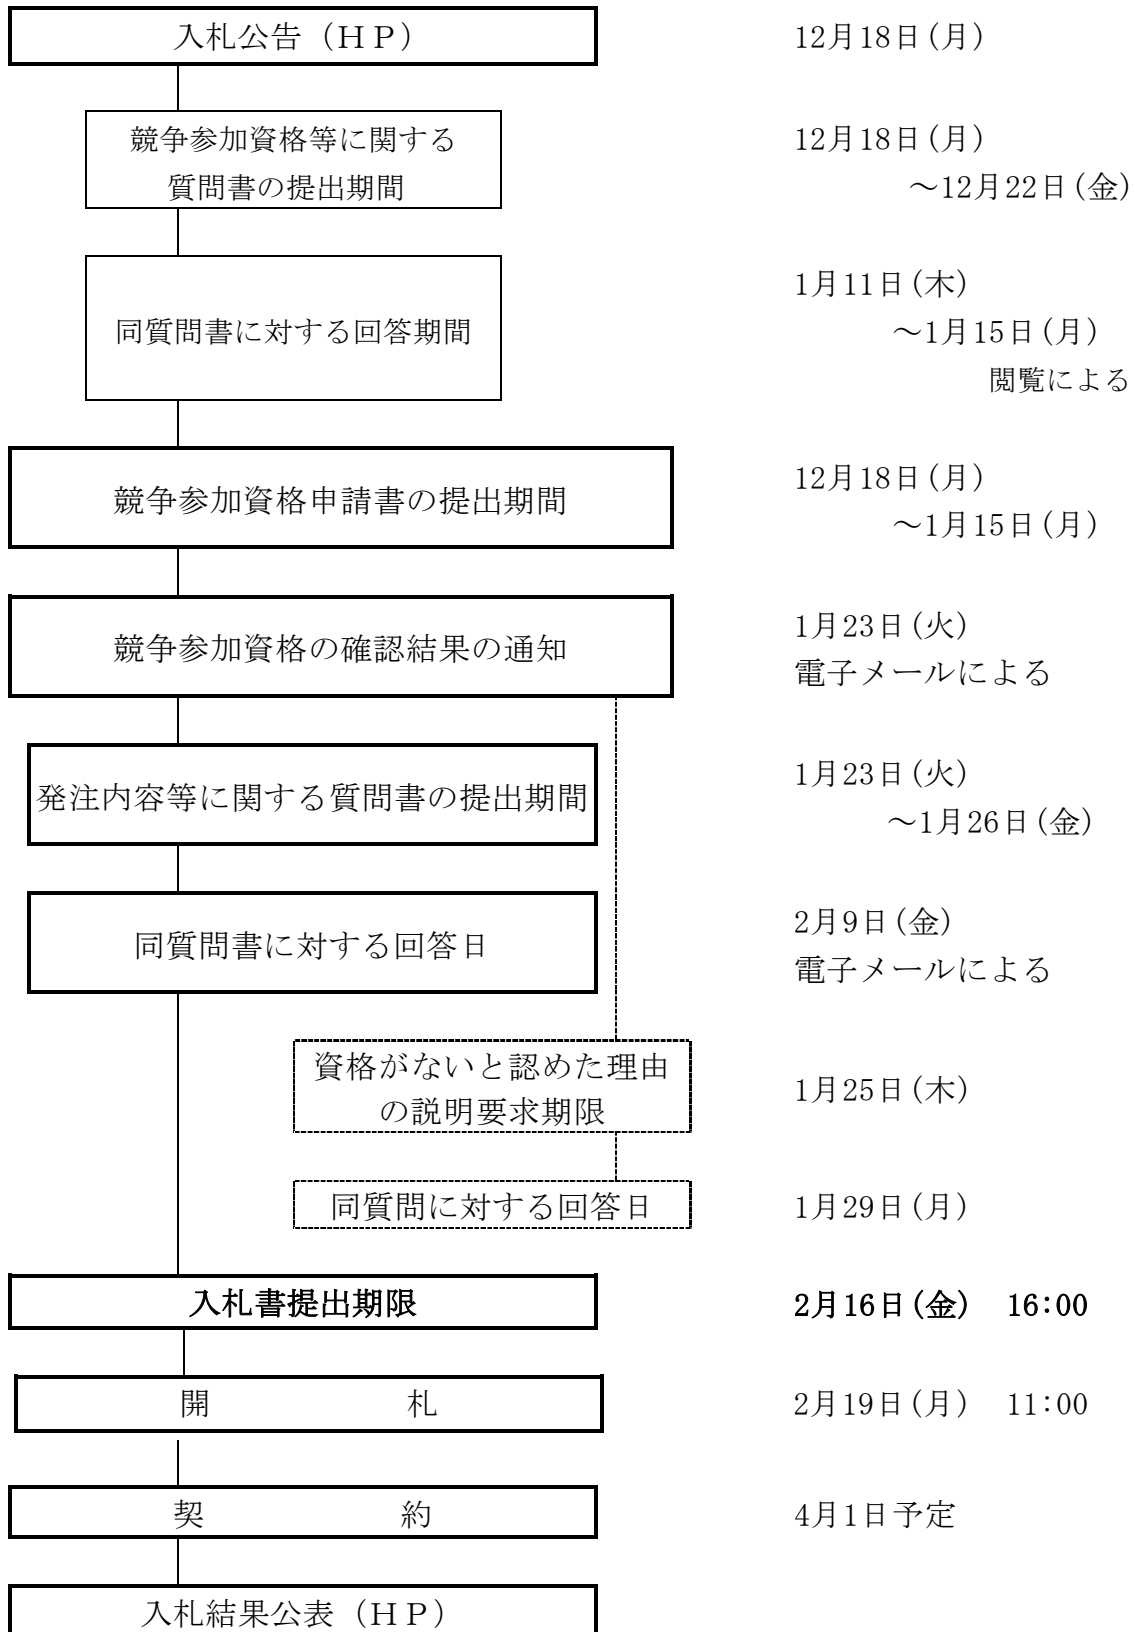 入札公告（ＨＰ）　12月18日(月)
競争参加資格等に関する　12月18日(月)
質問書の提出期間　～12月22日(金)
1月11日(木)
同質問書に対する回答期間　～1月15日(月)
閲覧による
12月18日(月)
競争参加資格申請書の提出期間
～1月15日(月)
1月23日(火)
競争参加資格の確認結果の通知
電子メールによる
1月23日(火)
発注内容等に関する質問書の提出期間
～1月26日(金)
2月9日(金)
同質問書に対する回答日
電子メールによる
資格がないと認めた理由
の説明要求期限　1月25日(木)
同質問に対する回答日　1月29日(月)
入札書提出期限　2月16日(金)　16:00
開　札　2月19日(月)　11:00
契　約　4月1日予定
入札結果公表（ＨＰ）